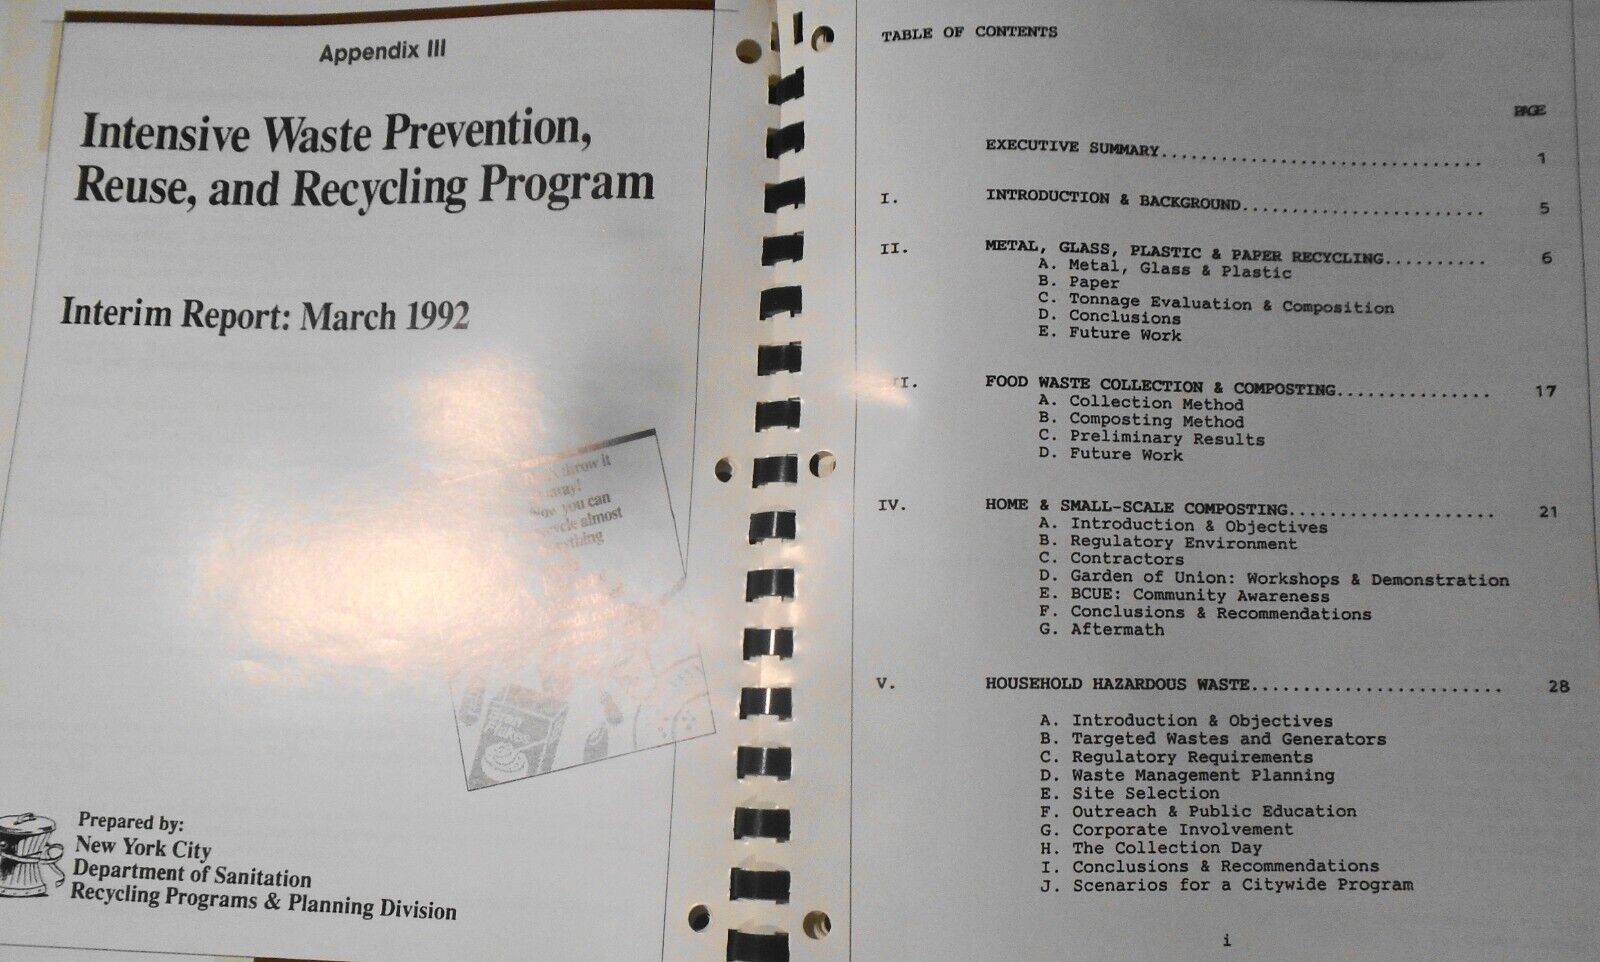 Appendix III
Intensive Waste Prevention,
Reuse, and Recycling Program
Interim Report: March 1992
throw it
you can
almost
Prepared by:
New York City
Department of Sanitation
Recycling Programs & Planning Division
TABLE OF CONTENTS
PAGE
EXECUTIVE SUMMARY............................... 1
I. INTRODUCTION & BACKGROUND........................ 5
II. METAL, GLASS, PLASTIC & PAPER RECYCLING.......... 6
A. Metal, Glass & Plastic
B. Paper
C. Tonnage Evaluation & Composition
D. Conclusions
E. Future Work
FOOD WASTE COLLECTION & COMPOSTING............... 17
A. Collection Method
B. Composting Method
C. Preliminary Results
D. Future Work
IV. HOME & SMALL-SCALE COMPOSTING.................... 21
A. Introduction & Objectives
B. Regulatory Environment
C. Contractors
D. Garden of Union: Workshops & Demonstration
E. BCUE: Community Awareness
F. Conclusions & Recommendations
G. Aftermath
V. HOUSEHOLD HAZARDOUS WASTE........................ 28
A. Introduction & Objectives
B. Targeted Wastes and Generators
C. Regulatory Requirements
D. Waste Management Planning
E. Site Selection
F. Outreach & Public Education
G. Corporate Involvement
H. The Collection Day
I. Conclusions & Recommendations
J. Scenarios for a Citywide Program
i